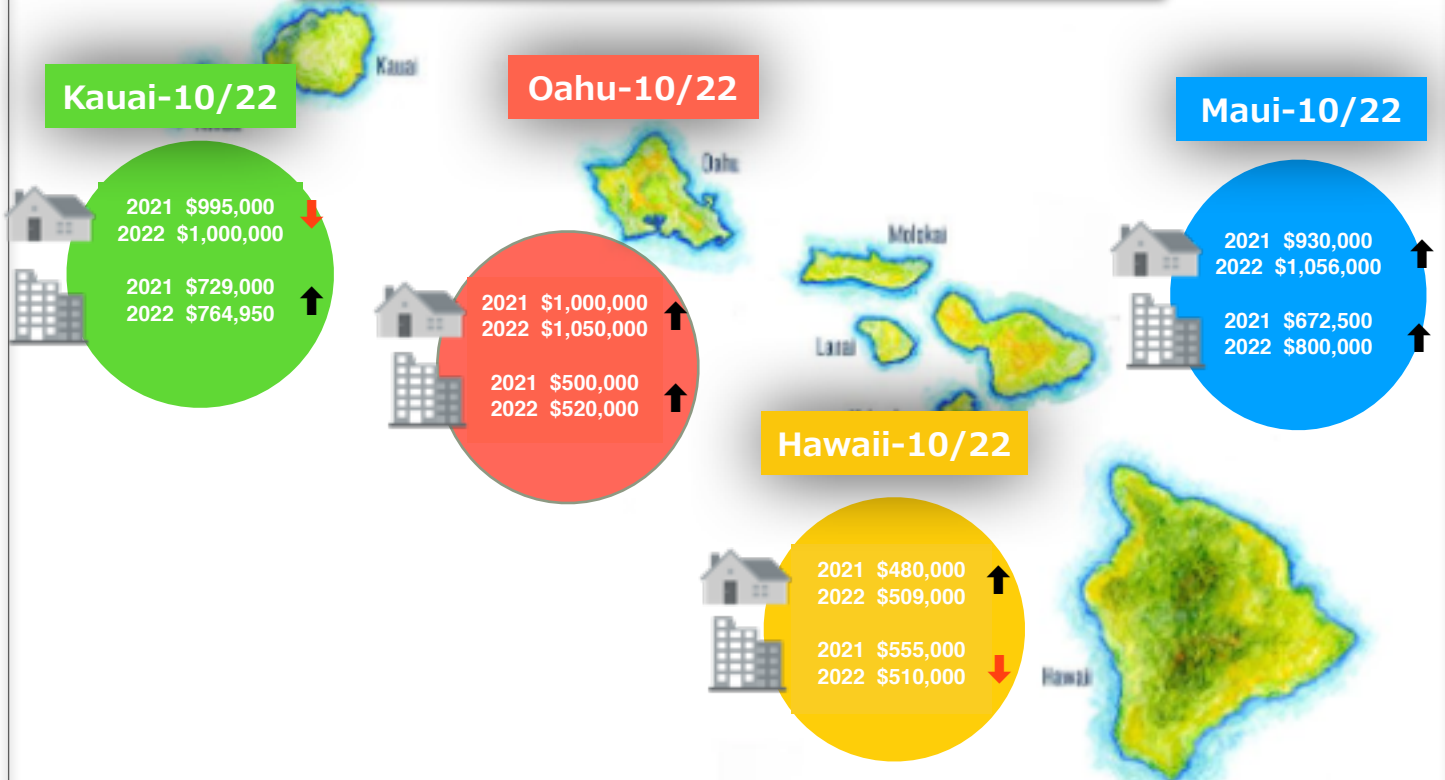 Kauai
Kauai-10/22
2021 $995,000
2022 $1,000,000
2021 $729,000
2022 $764,950
Oahu-10/22
Oahu
2021 $1,000,000
2022 $1,050,000
2021 $500,000
2022 $520,000
Maui-10/22
2021 $930,000
2022 $1,056,000
2021 $672,500
2022 $800,000
Molokai
Lanai
Hawaii-10/22
2021 $480,000
2022 $509,000
2021 $555,000
2022 $510,000
Hawaii